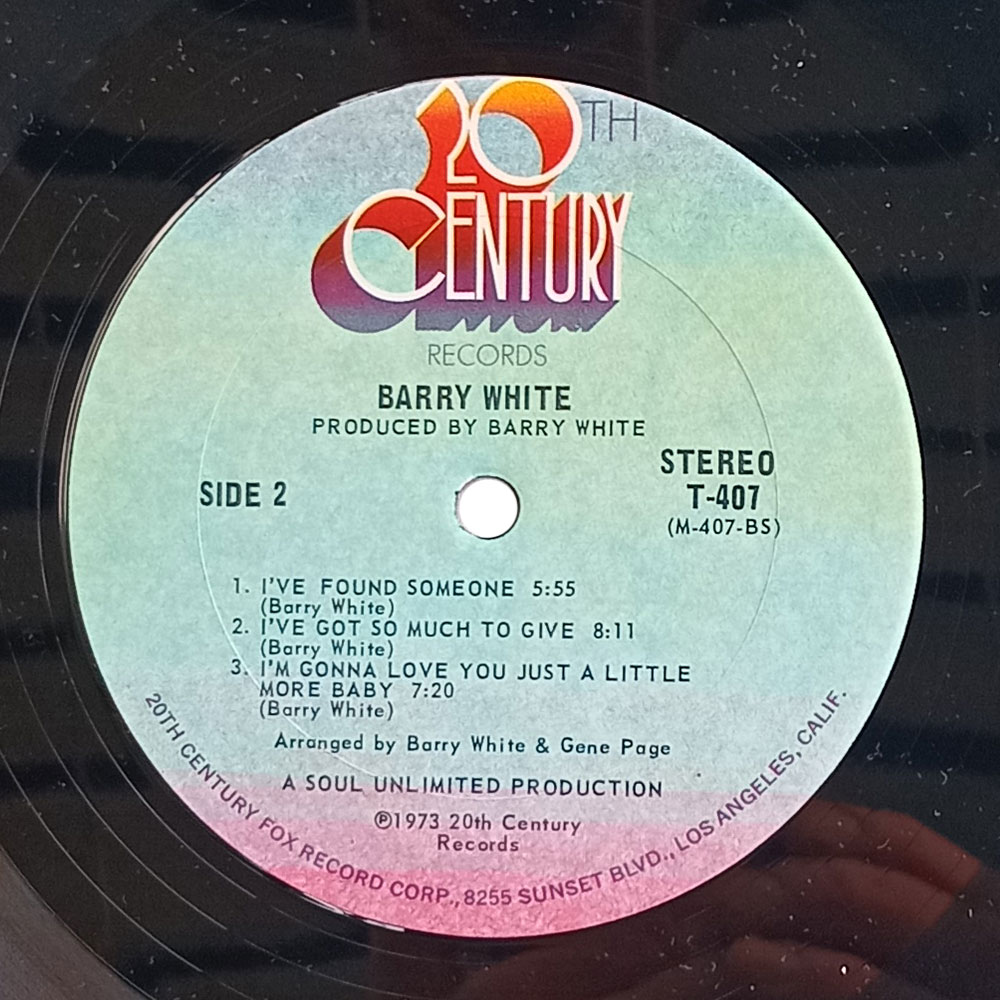 20TH
CENTURY
RECORDS
BARRY WHITE
PRODUCED BY BARRY WHITE
SIDE 2
STEREO
T-407
(M-407-BS)
1. I'VE FOUND SOMEONE 5:55
(Barry White)
2. I'VE GOT SO MUCH TO GIVE 8:11
(Barry White)
3. I'M GONNA LOVE YOU JUST A LITTLE
MORE BABY 7:20
(Barry White)
Arranged by Barry White & Gene Page
A SOUL UNLIMITED PRODUCTION
℗1973 20th Century
Records
20TH CENTURY FOX RECORD CORP., 8255 SUNSET BLVD., LOS ANGELES, CALIF.